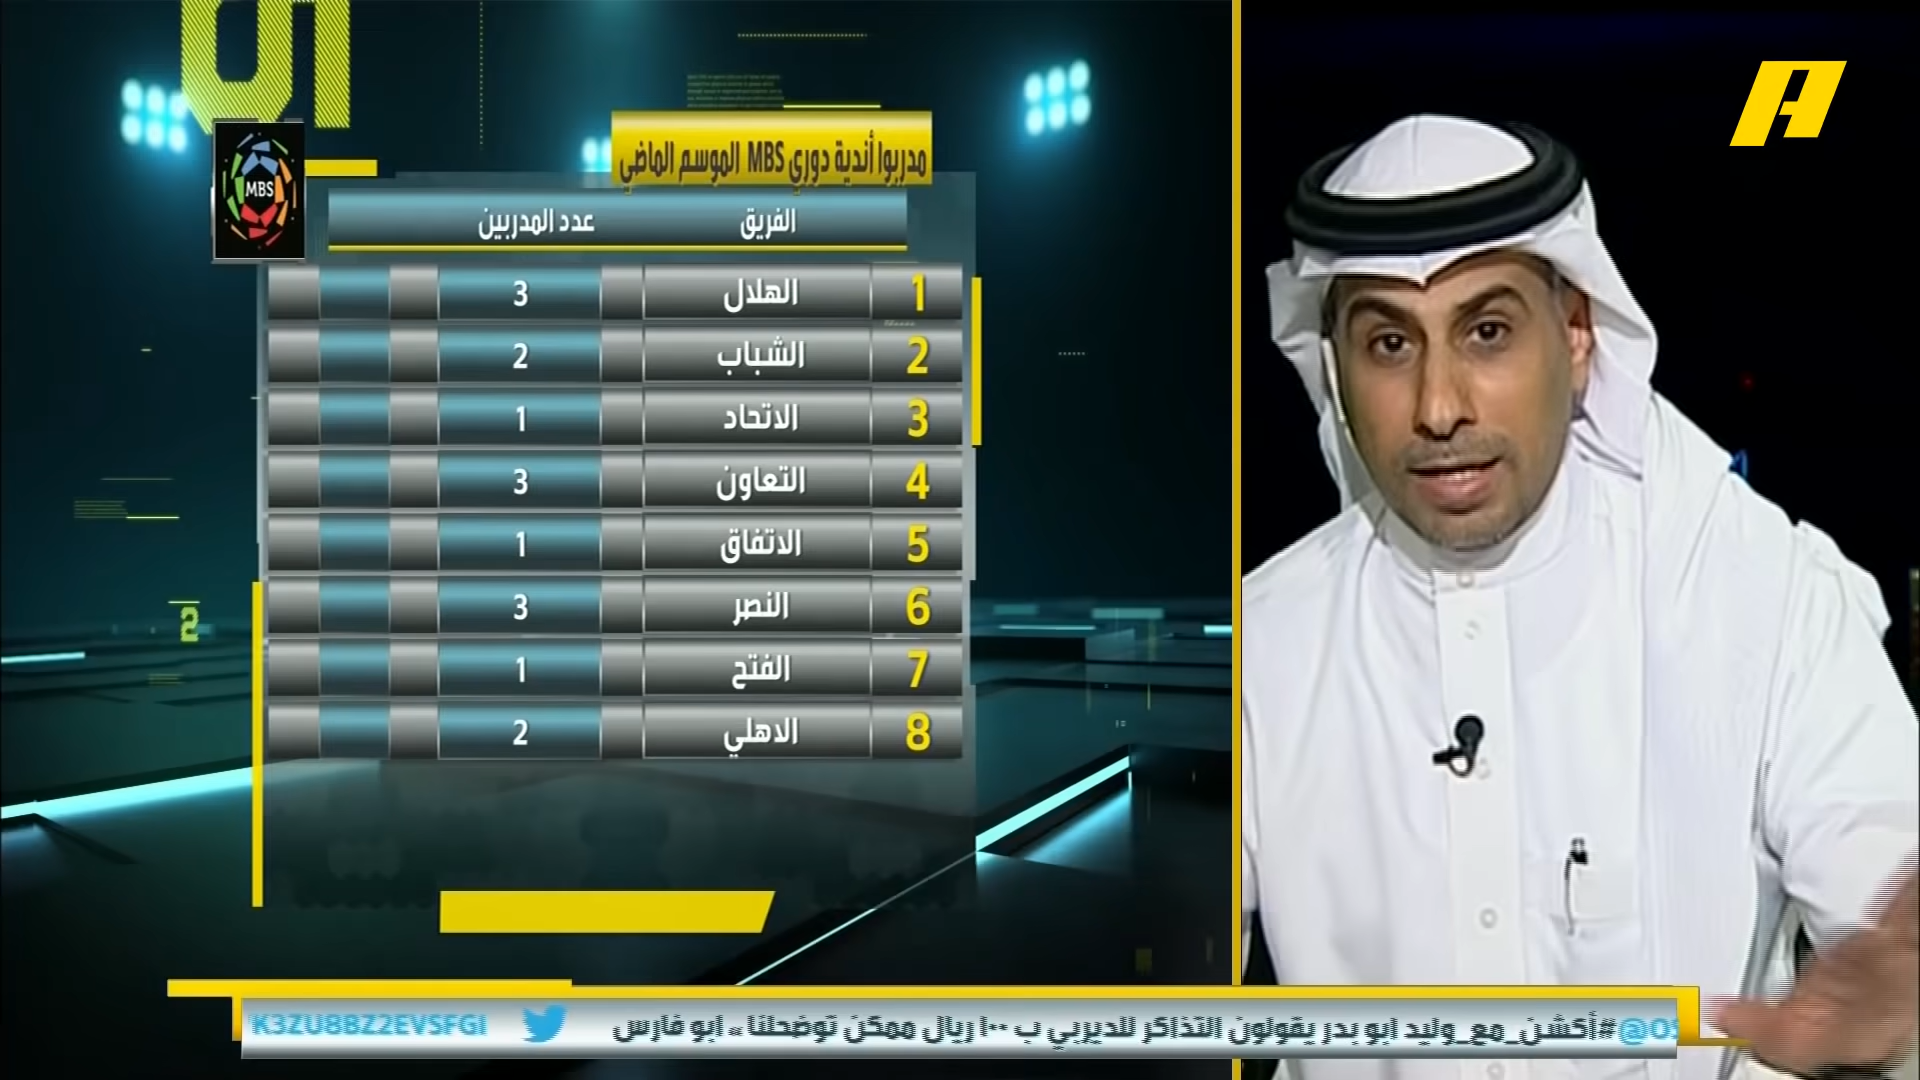 مدربوا أندية دوري MBS الموسم الماضي
MBS
الفريق عدد المدربين
1 الهلال 3
2 الشباب 2
3 الاتحاد 1
4 التعاون 3
5 الاتفاق 1
6 النصر 3
7 الفتح 1
8 الاهلي 2
#أكشن_مع_وليد ابو بدر يقولون التذاكر للديربي ب ١٠٠ ريال ممكن توضحلنا .. ابو فارس
K3ZU8BZ2EVSFGI